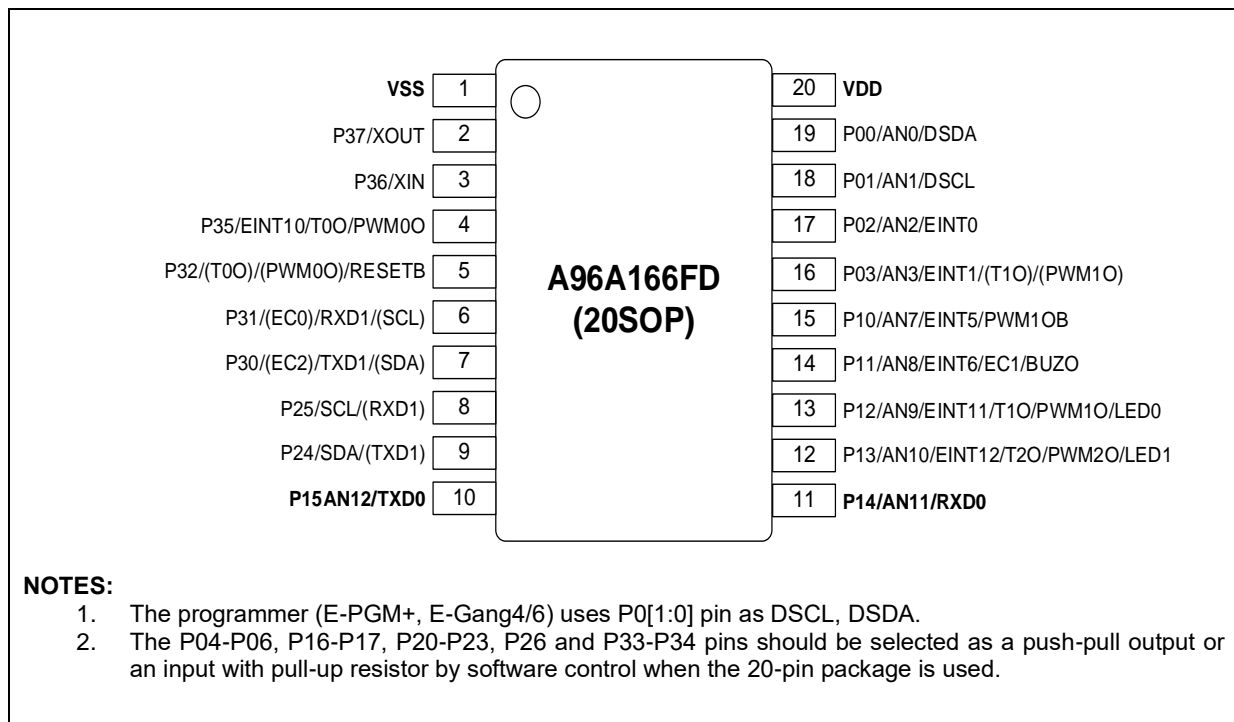 VSS 1
P37/XOUT 2
P36/XIN 3
P35/EINT10/T0O/PWM0O 4
P32/(T0O)/(PWM0O)/RESETB 5
P31/(EC0)/RXD1/(SCL) 6
P30/(EC2)/TXD1/(SDA) 7
P25/SCL/(RXD1) 8
P24/SDA/(TXD1) 9
P15AN12/TXD0 10
A96A166FD
(20SOP)
20 VDD
19 P00/AN0/DSDA
18 P01/AN1/DSCL
17 P02/AN2/EINT0
16 P03/AN3/EINT1/(T1O)/(PWM1O)
15 P10/AN7/EINT5/PWM1OB
14 P11/AN8/EINT6/EC1/BUZO
13 P12/AN9/EINT11/T1O/PWM1O/LED0
12 P13/AN10/EINT12/T2O/PWM2O/LED1
11 P14/AN11/RXD0
NOTES:
1. The programmer (E-PGM+, E-Gang4/6) uses P0[1:0] pin as DSCL, DSDA.
2. The P04-P06, P16-P17, P20-P23, P26 and P33-P34 pins should be selected as a push-pull output or
an input with pull-up resistor by software control when the 20-pin package is used.